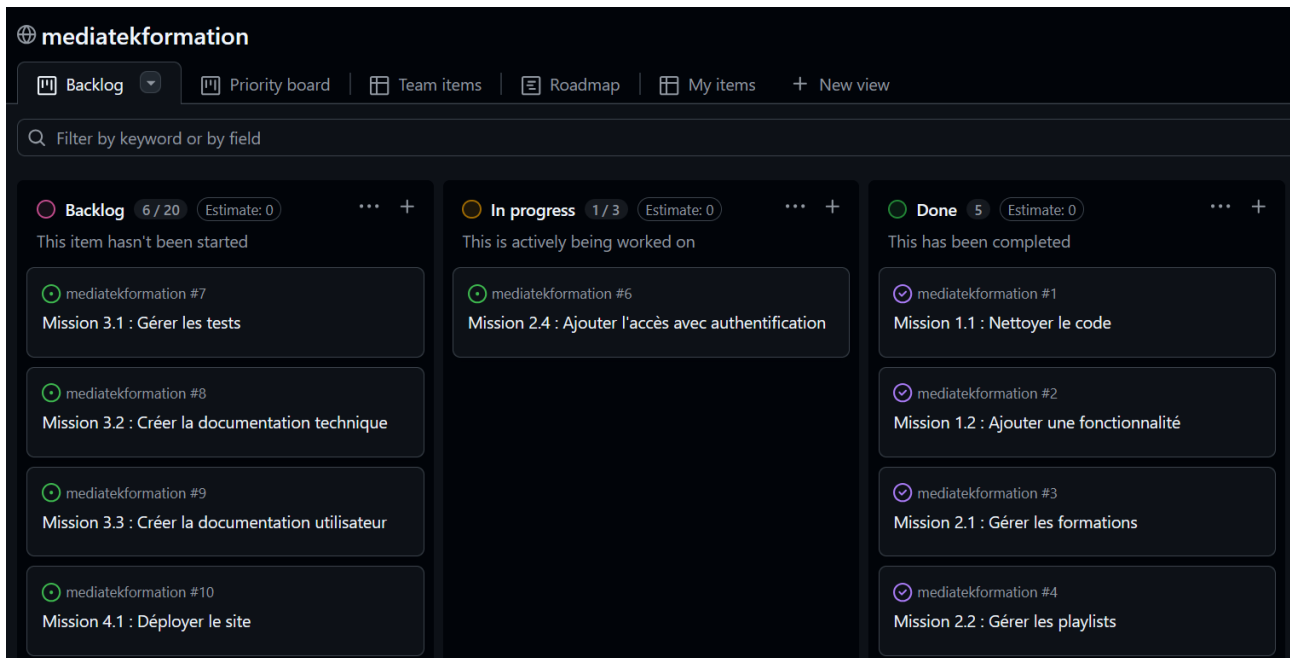 mediatekformation
Backlog
Priority board
Team items
Roadmap
My items
+ New view
Filter by keyword or by field
Backlog 6 / 20 Estimate: 0 ... +
This item hasn't been started
mediatekformation #7
Mission 3.1 : Gérer les tests
mediatekformation #8
Mission 3.2 : Créer la documentation technique
mediatekformation #9
Mission 3.3 : Créer la documentation utilisateur
mediatekformation #10
Mission 4.1 : Déployer le site
In progress 1 / 3 Estimate: 0 ... +
This is actively being worked on
mediatekformation #6
Mission 2.4 : Ajouter l'accès avec authentification
Done 5 Estimate: 0 ... +
This has been completed
mediatekformation #1
Mission 1.1 : Nettoyer le code
mediatekformation #2
Mission 1.2 : Ajouter une fonctionnalité
mediatekformation #3
Mission 2.1 : Gérer les formations
mediatekformation #4
Mission 2.2 : Gérer les playlists